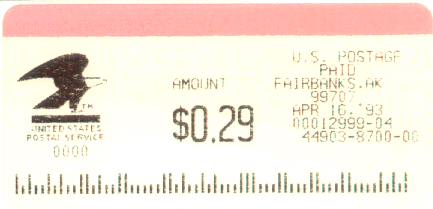 U.S. POSTAGE
PAID
FAIRBANKS.AK
99707
APR 16.'93
00012999-04
44903-8700-00
AMOUNT
$0.29
TH
UNITED STATES
POSTAL SERVICE
0000